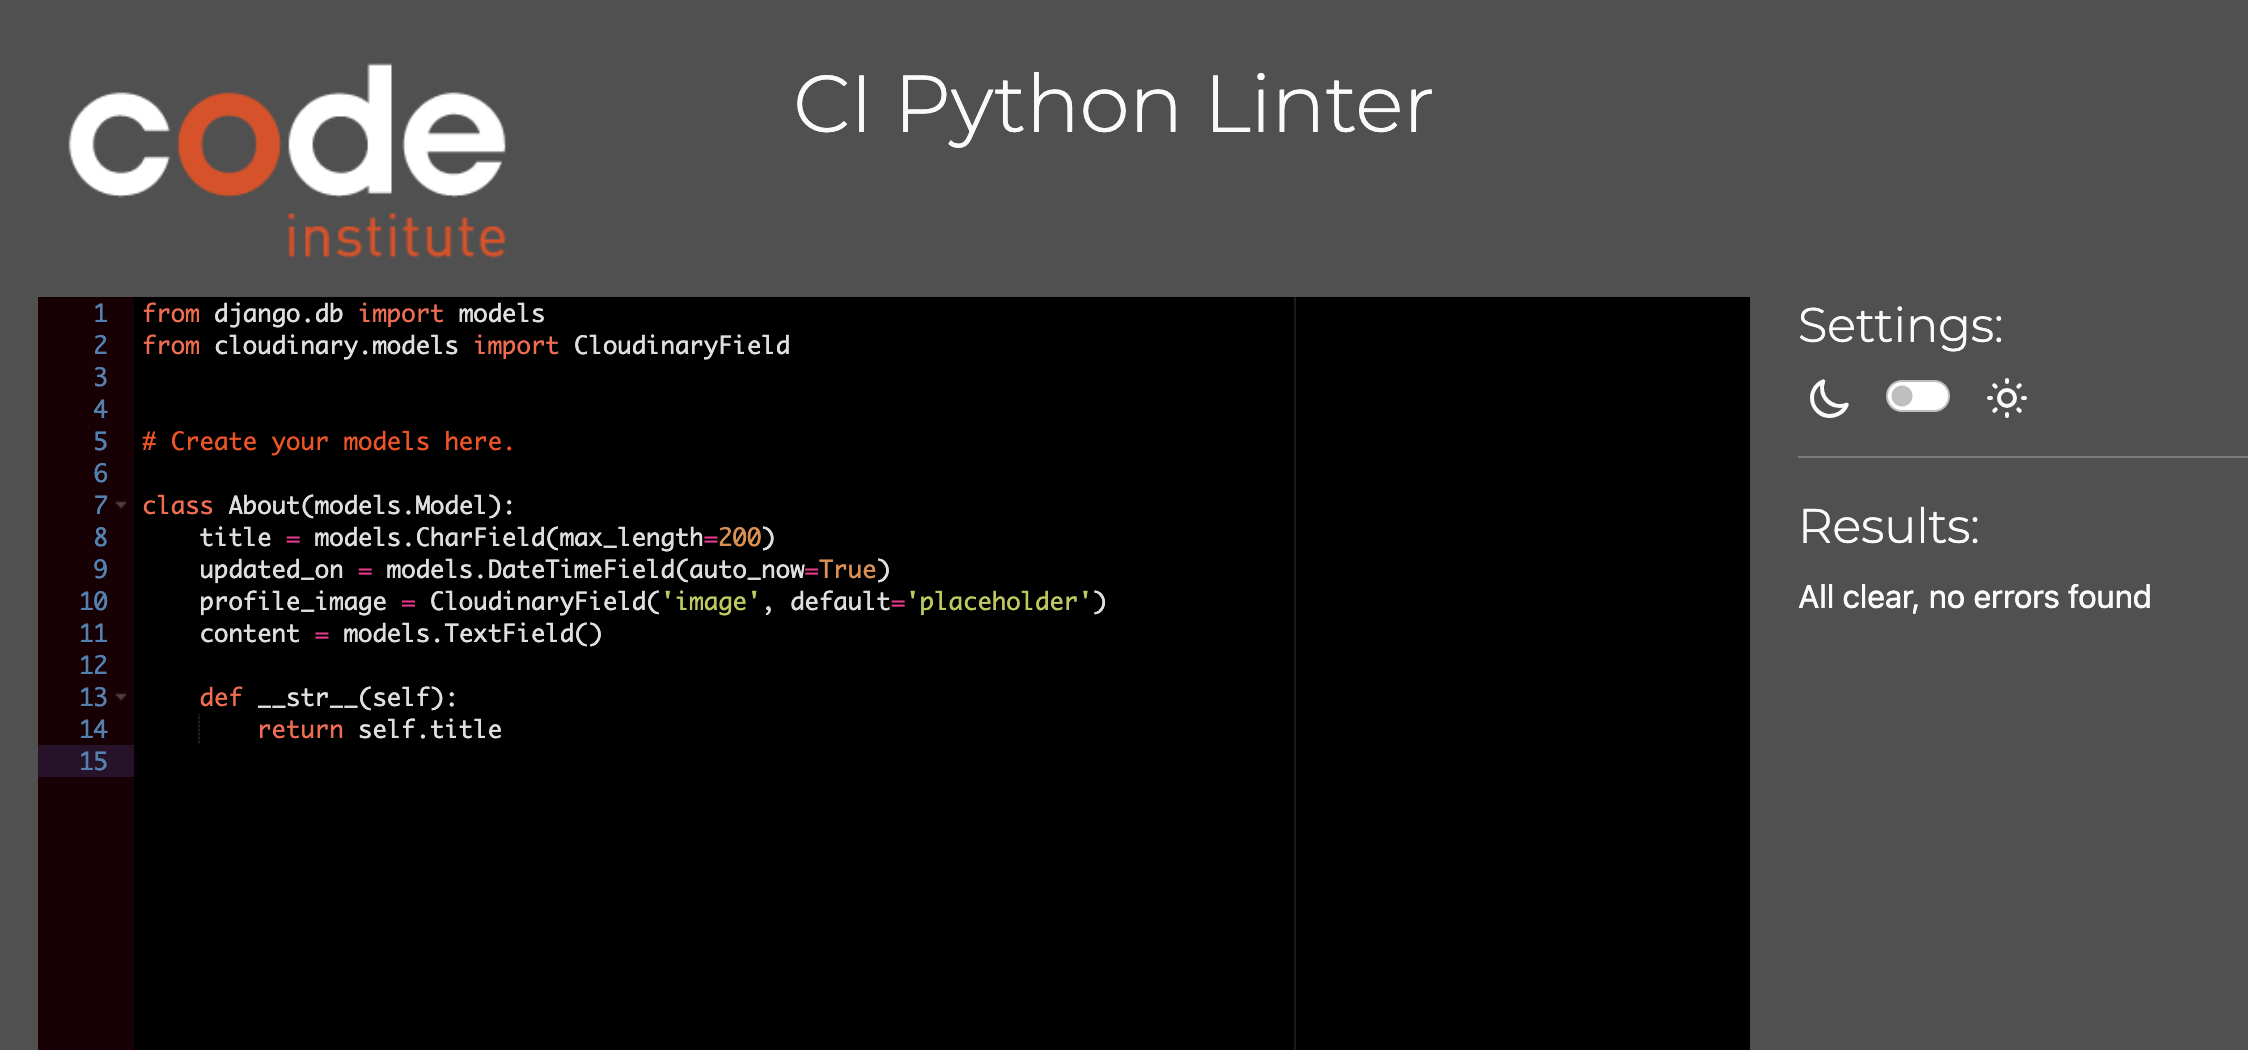 code
institute
CI Python Linter
1 from django.db import models
2 from cloudinary.models import CloudinaryField
3
4
5 # Create your models here.
6
7 class About(models.Model):
8     title = models.CharField(max_length=200)
9     updated_on = models.DateTimeField(auto_now=True)
10     profile_image = CloudinaryField('image', default='placeholder')
11     content = models.TextField()
12
13     def __str__(self):
14         return self.title
15
Settings:
Results:
All clear, no errors found